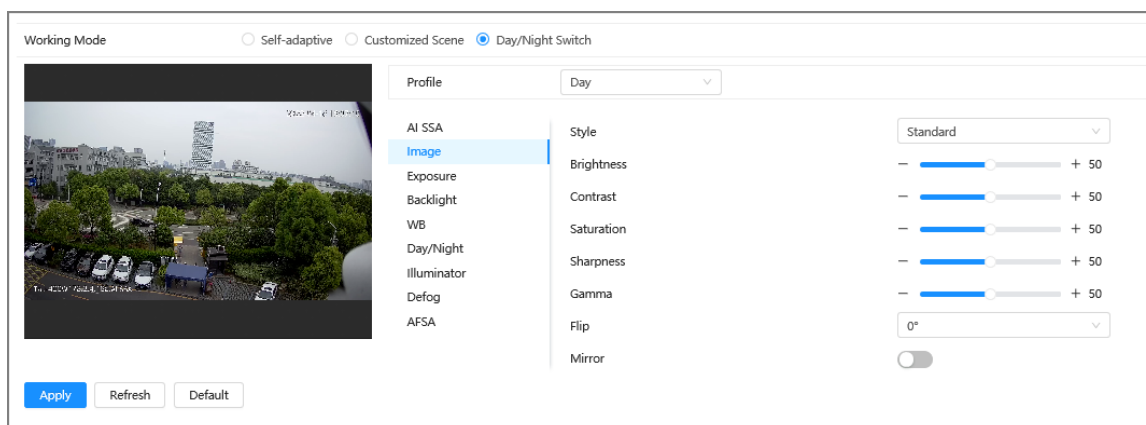 Working Mode Self-adaptive Customized Scene Day/Night Switch
Profile Day
AI SSA
Image
Exposure
Backlight
WB
Day/Night
Illuminator
Defog
AFSA
Style Standard
Brightness − + 50
Contrast − + 50
Saturation − + 50
Sharpness − + 50
Gamma − + 50
Flip 0°
Mirror
Apply Refresh Default